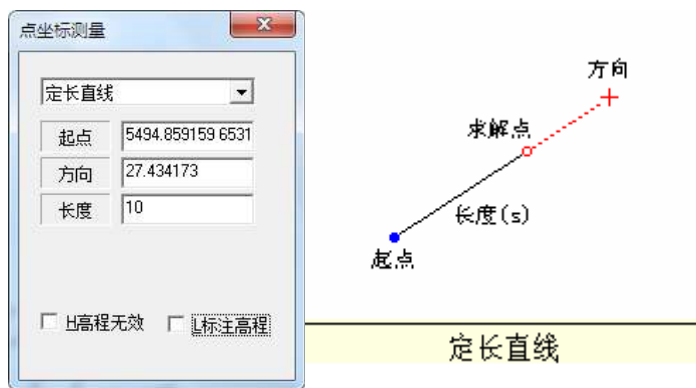 点坐标测量
定长直线
起点 5494.859159 6531
方向 27.434173
长度 10
H高程无效 L标注高程
方向
求解点
长度(s)
起点
定长直线